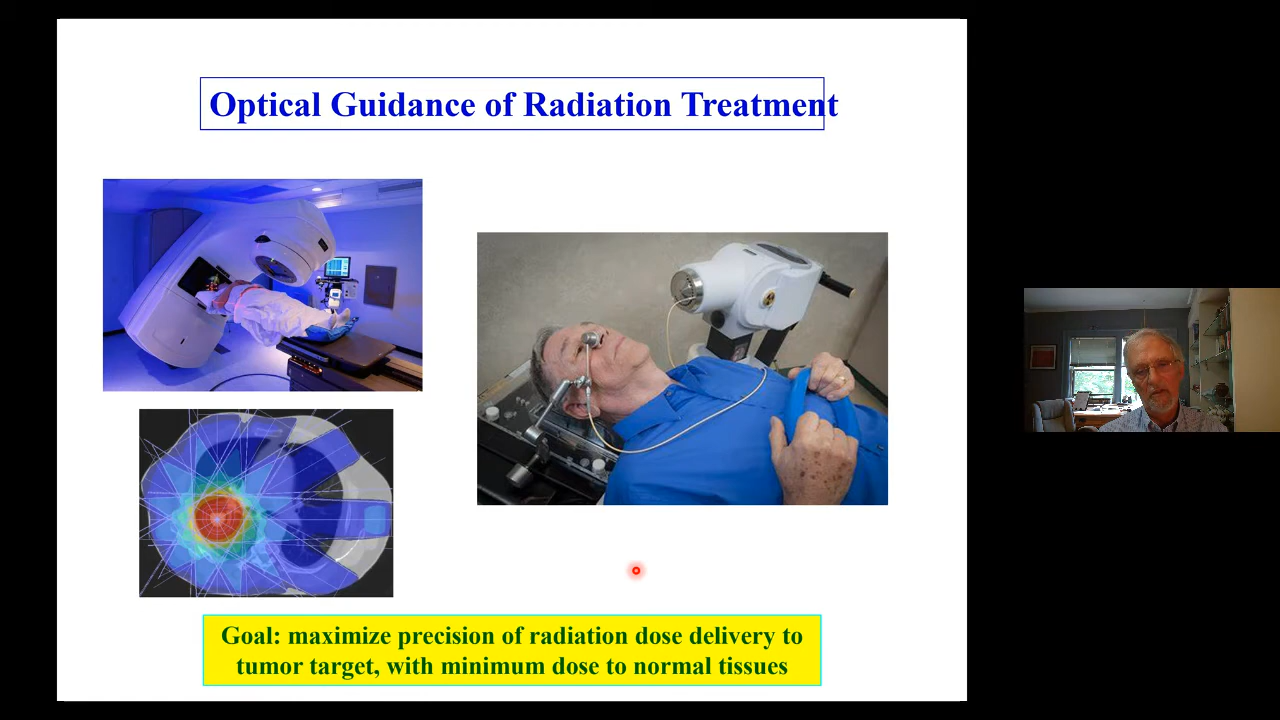 Optical Guidance of Radiation Treatment
Goal: maximize precision of radiation dose delivery to
tumor target, with minimum dose to normal tissues